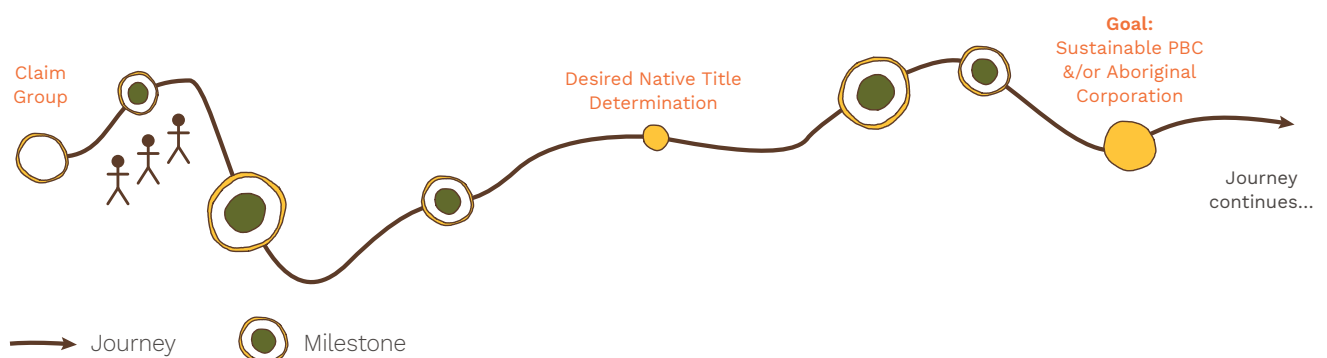 Claim
Group
Desired Native Title
Determination
Goal:
Sustainable PBC
&/or Aboriginal
Corporation
Journey
continues...
Journey
Milestone